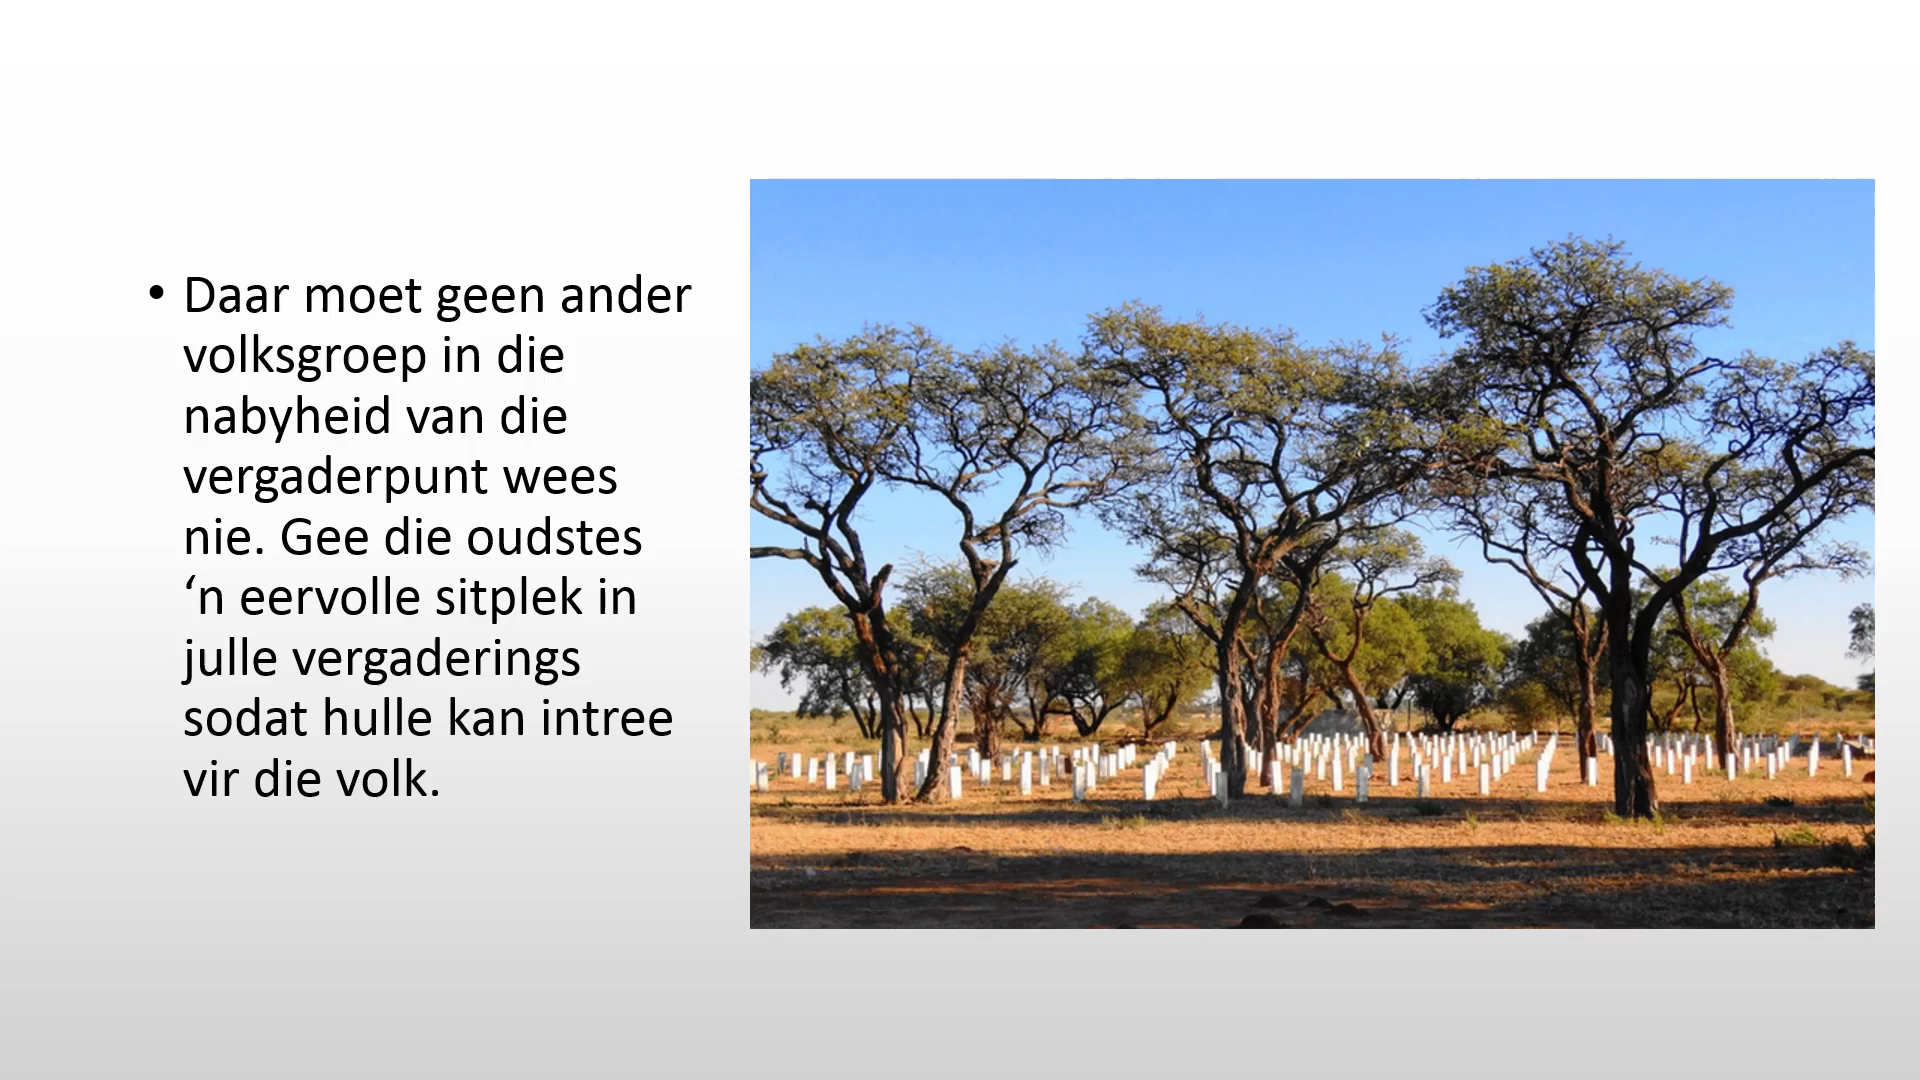 • Daar moet geen ander
volksgroep in die
nabyheid van die
vergaderpunt wees
nie. Gee die oudstes
‘n eervolle sitplek in
julle vergaderings
sodat hulle kan intree
vir die volk.